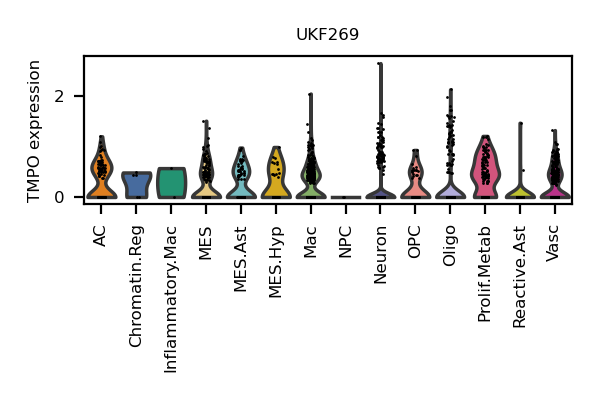 UKF269
TMPO expression
2
0
AC
Chromatin.Reg
Inflammatory.Mac
MES
MES.Ast
MES.Hyp
Mac
NPC
Neuron
OPC
Oligo
Prolif.Metab
Reactive.Ast
Vasc